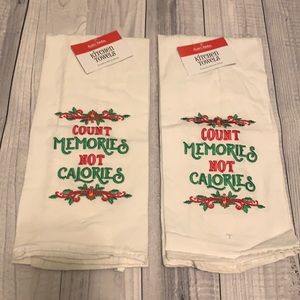 KITCHEN
TOWELS
COUNT
MEMORIES
NOT
CALORIES
KITCHEN
TOWELS
COUNT
MEMORIES
NOT
CALORIES